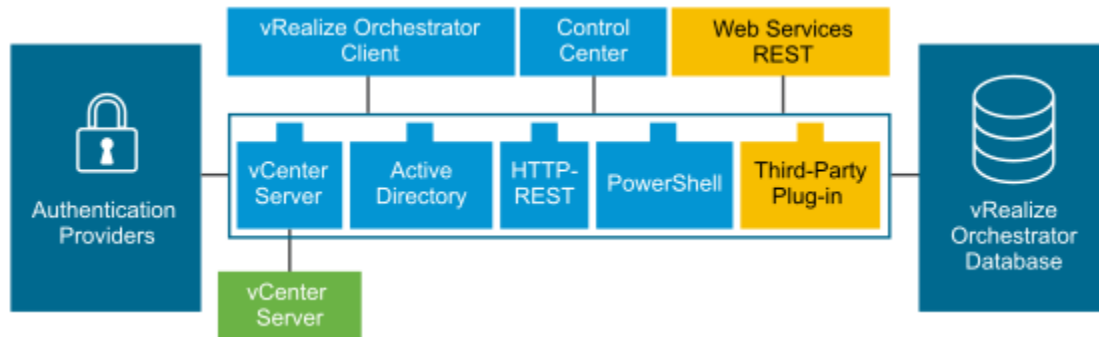 vRealize Orchestrator
Client
Control
Center
Web Services
REST
Authentication
Providers
vCenter
Server
Active
Directory
HTTP-
REST
PowerShell
Third-Party
Plug-in
vRealize
Orchestrator
Database
vCenter
Server